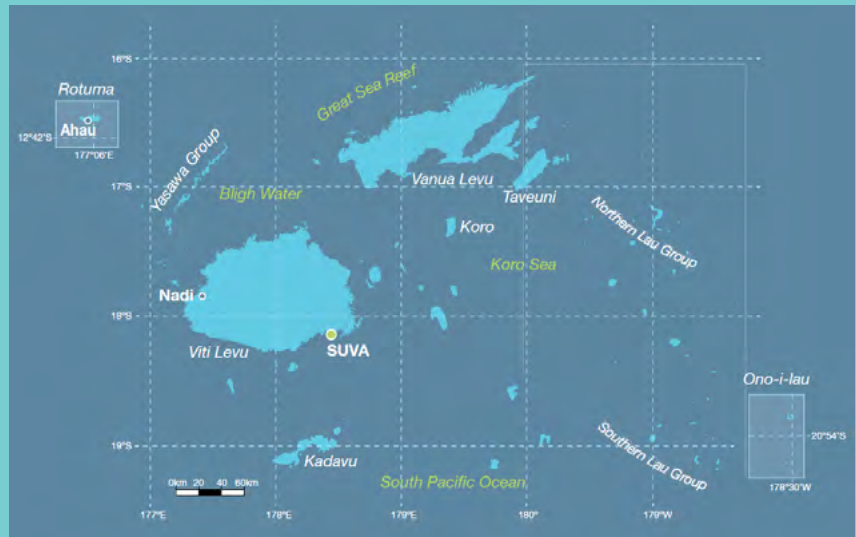 16°S
Great Sea Reef
Rotuma
Ahau
12°42'S
177°06'E
Yasawa Group
Vanua Levu
17°S
Bligh Water
Taveuni
Northern Lau Group
Koro
Koro Sea
Nadi
18°S
SUVA
Viti Levu
Ono-i-lau
20°54'S
178°30'W
Southern Lau Group
19°S
Kadavu
South Pacific Ocean
0km 20 40 60km
177°E 178°E 179°E 180° 179°W